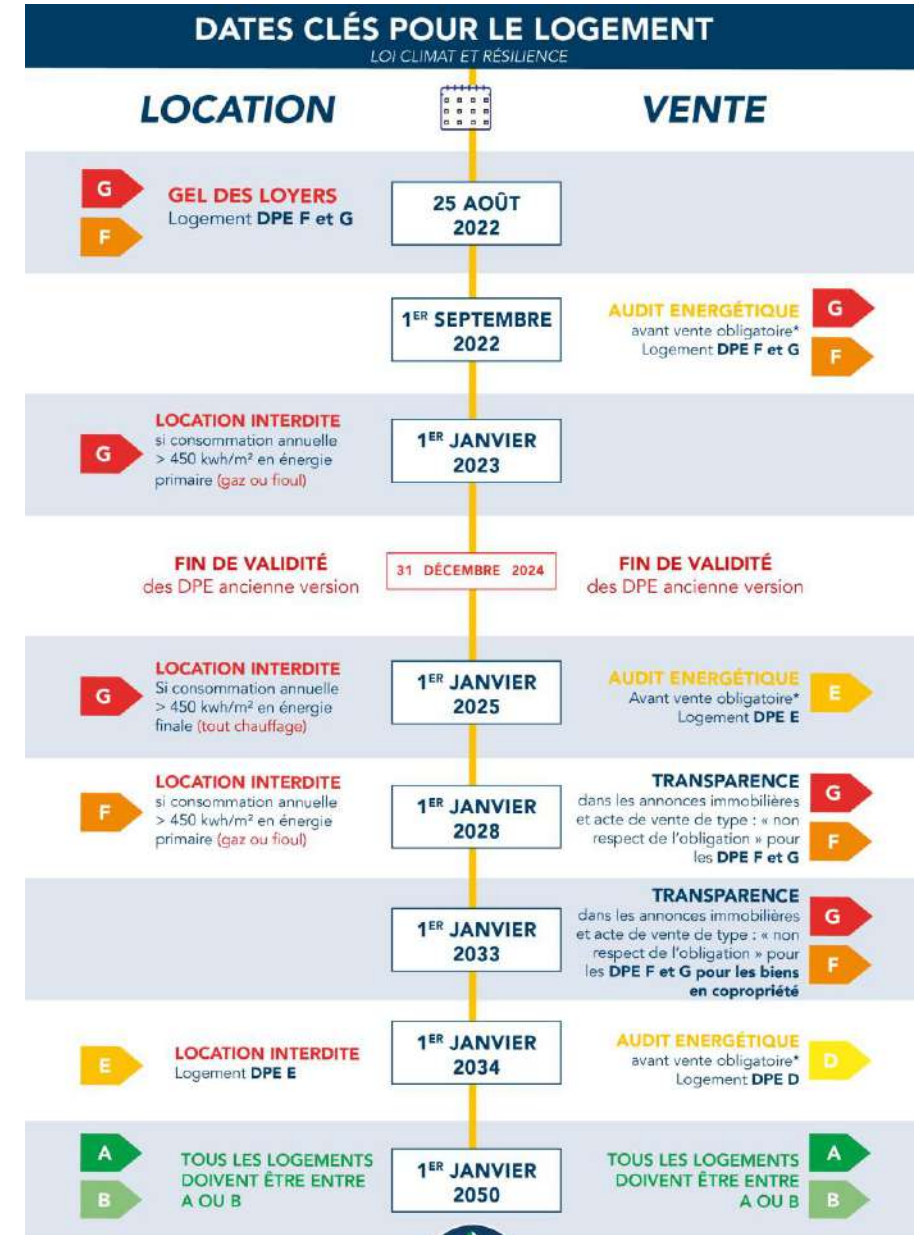 DATES CLÉS POUR LE LOGEMENT
LOI CLIMAT ET RÉSILIENCE
LOCATION
VENTE
G
F
GEL DES LOYERS
Logement DPE F et G
25 AOÛT
2022
1ER SEPTEMBRE
2022
AUDIT ENERGÉTIQUE
avant vente obligatoire*
Logement DPE F et G
G
F
G
LOCATION INTERDITE
si consommation annuelle
> 450 kwh/m² en énergie
primaire (gaz ou fioul)
1ER JANVIER
2023
FIN DE VALIDITÉ
des DPE ancienne version
31 DÉCEMBRE 2024
FIN DE VALIDITÉ
des DPE ancienne version
G
LOCATION INTERDITE
Si consommation annuelle
> 450 kwh/m² en énergie
finale (tout chauffage)
1ER JANVIER
2025
AUDIT ENERGÉTIQUE
Avant vente obligatoire*
Logement DPE E
E
F
LOCATION INTERDITE
si consommation annuelle
> 450 kwh/m² en énergie
primaire (gaz ou fioul)
1ER JANVIER
2028
TRANSPARENCE
dans les annonces immobilières
et acte de vente de type : « non
respect de l'obligation » pour
les DPE F et G
G
F
1ER JANVIER
2033
TRANSPARENCE
dans les annonces immobilières
et acte de vente de type : « non
respect de l'obligation » pour
les DPE F et G pour les biens
en copropriété
G
F
E
LOCATION INTERDITE
Logement DPE E
1ER JANVIER
2034
AUDIT ENERGÉTIQUE
avant vente obligatoire*
Logement DPE D
D
A
B
TOUS LES LOGEMENTS
DOIVENT ÊTRE ENTRE
A OU B
1ER JANVIER
2050
TOUS LES LOGEMENTS
DOIVENT ÊTRE ENTRE
A OU B
A
B